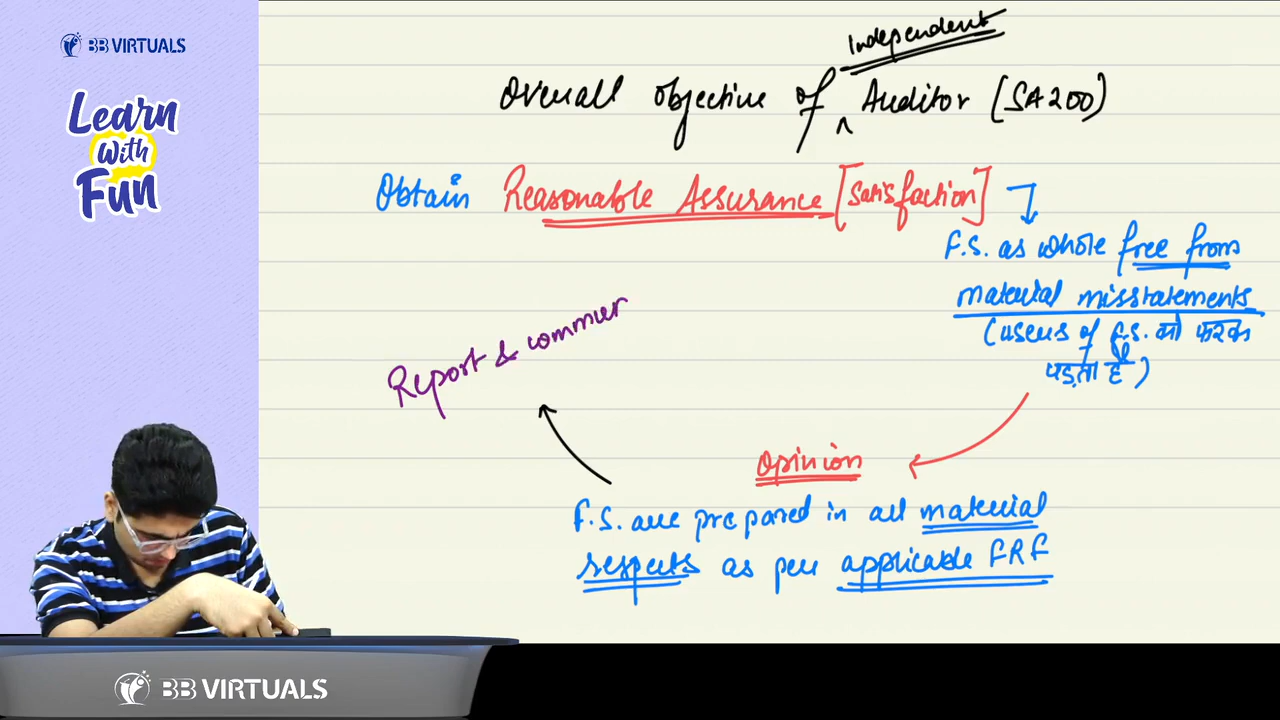 BB VIRTUALS
Learn
with
Fun
Independent
Overall objective of ^ Auditor [SA200]
Obtain Reasonable Assurance [Satisfaction]
F.S. as whole free from
material misstatements
(users of F.S. को फरक
पड़ता है)
Report & commun
Opinion
F.S. are prepared in all material
respects as per applicable FRF
BB VIRTUALS